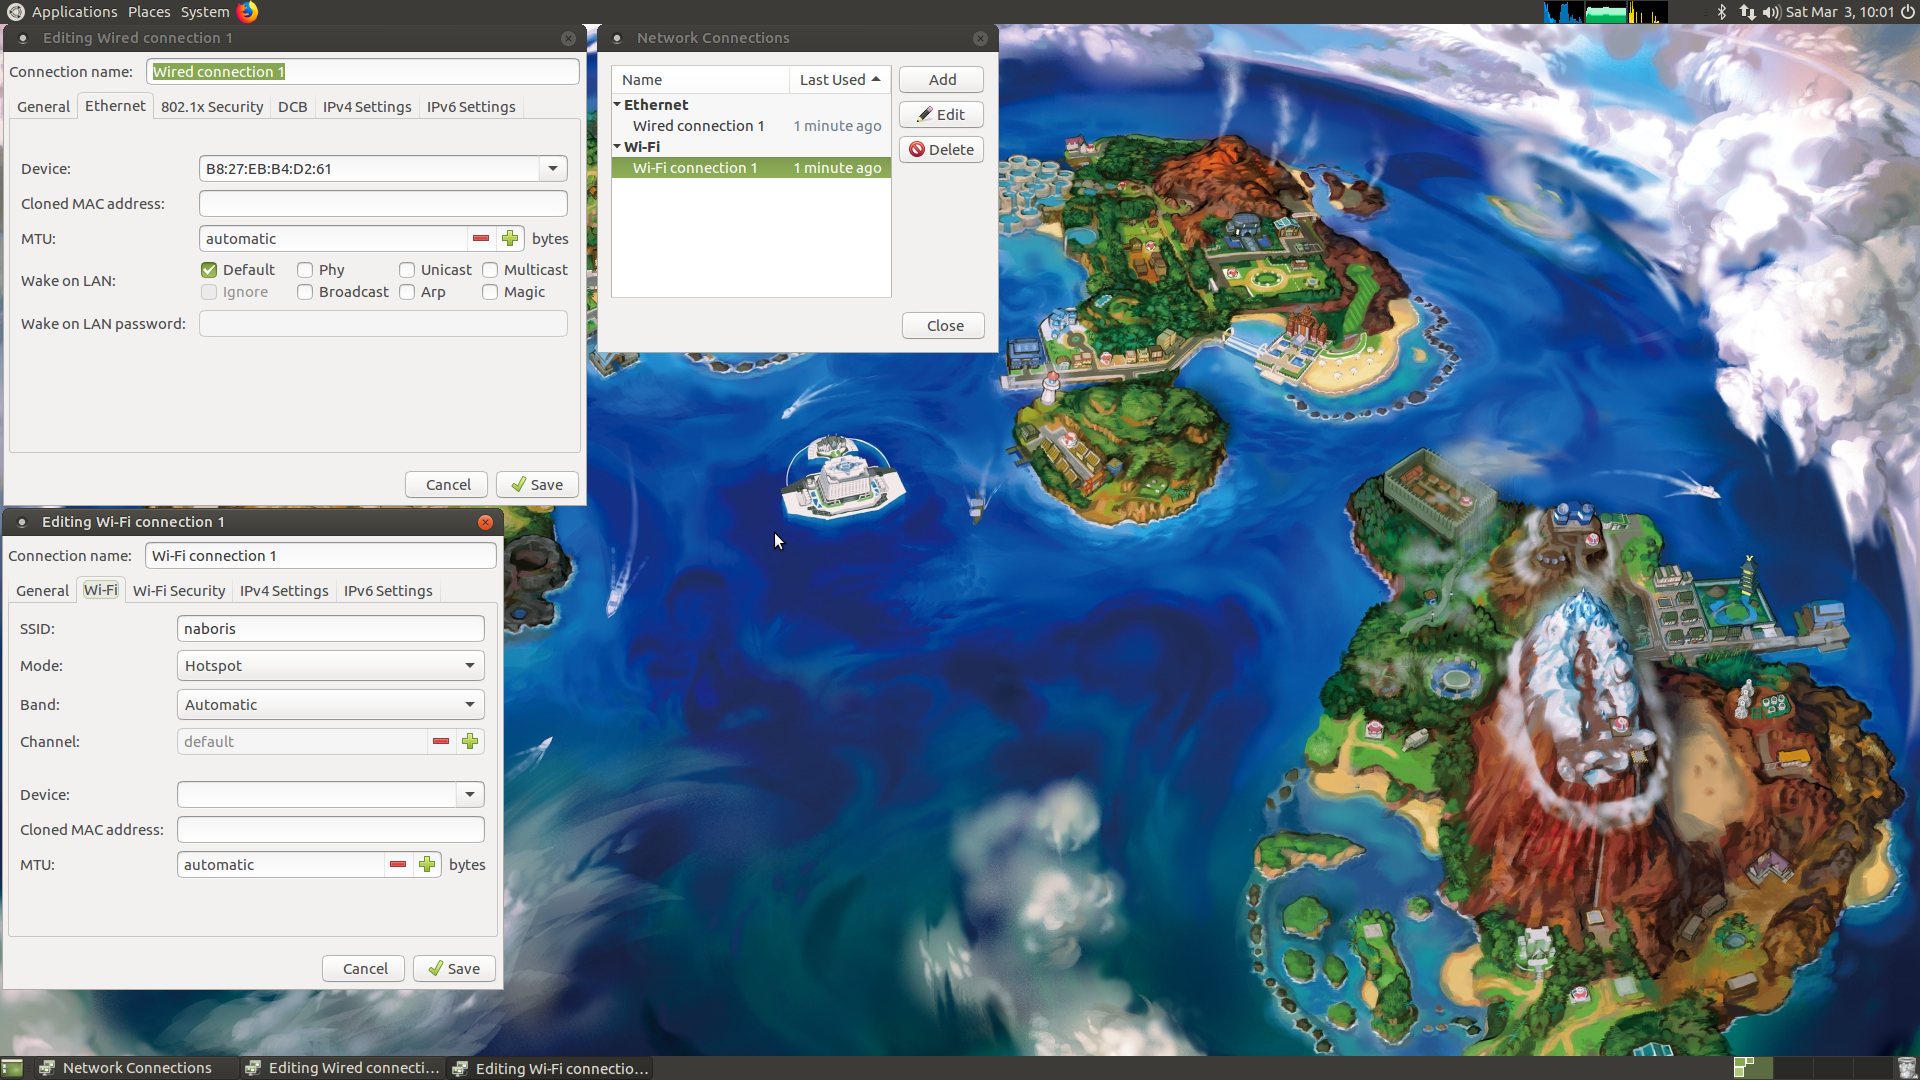 Applications Places System
Sat Mar 3, 10:01
Editing Wired connection 1
Connection name: Wired connection 1
General Ethernet 802.1x Security DCB IPv4 Settings IPv6 Settings
Device: B8:27:EB:B4:D2:61
Cloned MAC address:
MTU: automatic bytes
Wake on LAN: Default Phy Unicast Multicast
Ignore Broadcast Arp Magic
Wake on LAN password:
Cancel Save
Network Connections
Name Last Used
Ethernet
Wired connection 1 1 minute ago
Wi-Fi
Wi-Fi connection 1 1 minute ago
Add
Edit
Delete
Close
Editing Wi-Fi connection 1
Connection name: Wi-Fi connection 1
General Wi-Fi Wi-Fi Security IPv4 Settings IPv6 Settings
SSID: naboris
Mode: Hotspot
Band: Automatic
Channel: default
Device:
Cloned MAC address:
MTU: automatic bytes
Cancel Save
Network Connections Editing Wired connecti... Editing Wi-Fi connectio...